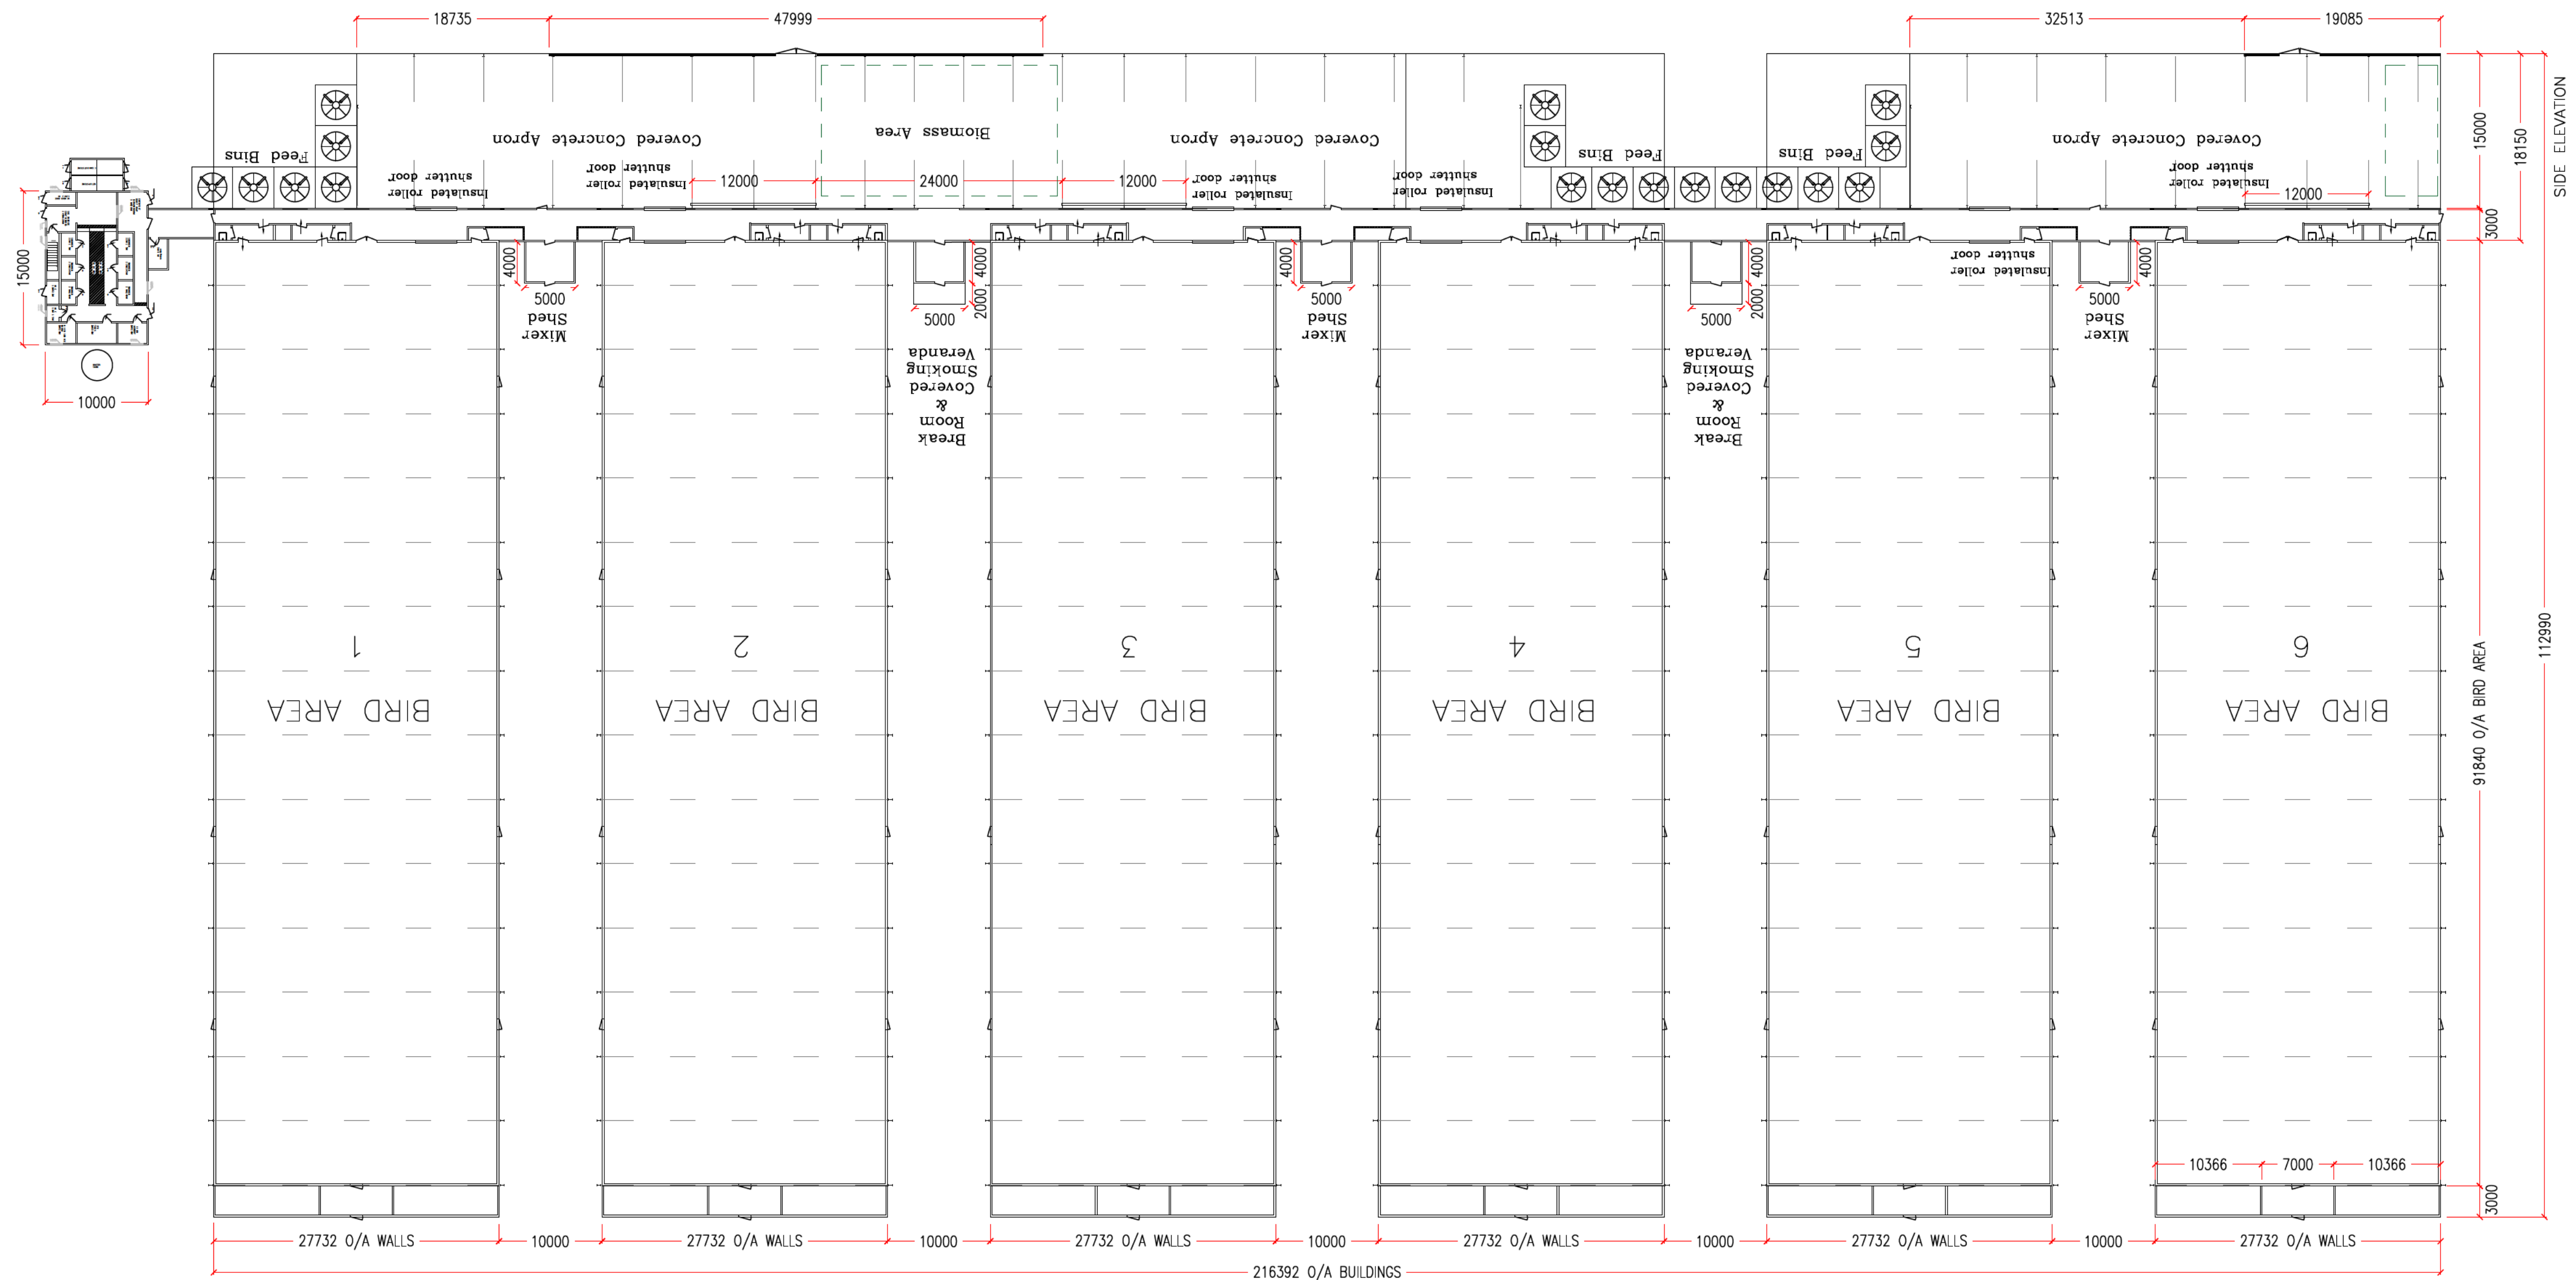 18735
47999
32513
19085
Feed Bins
Covered Concrete Apron
Biomass Area
Covered Concrete Apron
Feed Bins
Feed Bins
Covered Concrete Apron
Insulated roller
shutter door
Insulated roller
shutter door
12000
24000
12000
Insulated roller
shutter door
Insulated roller
shutter door
Insulated roller
shutter door
12000
15000
18150
3000
SIDE ELEVATION
15000
10000
4000
5000
Mixer
Shed
4000
2000
5000
Break
Room
&
Covered
Smoking
Veranda
4000
5000
Mixer
Shed
4000
2000
5000
Break
Room
&
Covered
Smoking
Veranda
Insulated roller
shutter door
4000
5000
Mixer
Shed
BIRD AREA
1
BIRD AREA
2
BIRD AREA
3
BIRD AREA
4
BIRD AREA
5
BIRD AREA
6
91840 O/A BIRD AREA
112990
10366
7000
10366
3000
27732 O/A WALLS
10000
27732 O/A WALLS
10000
27732 O/A WALLS
10000
27732 O/A WALLS
10000
27732 O/A WALLS
10000
27732 O/A WALLS
216392 O/A BUILDINGS